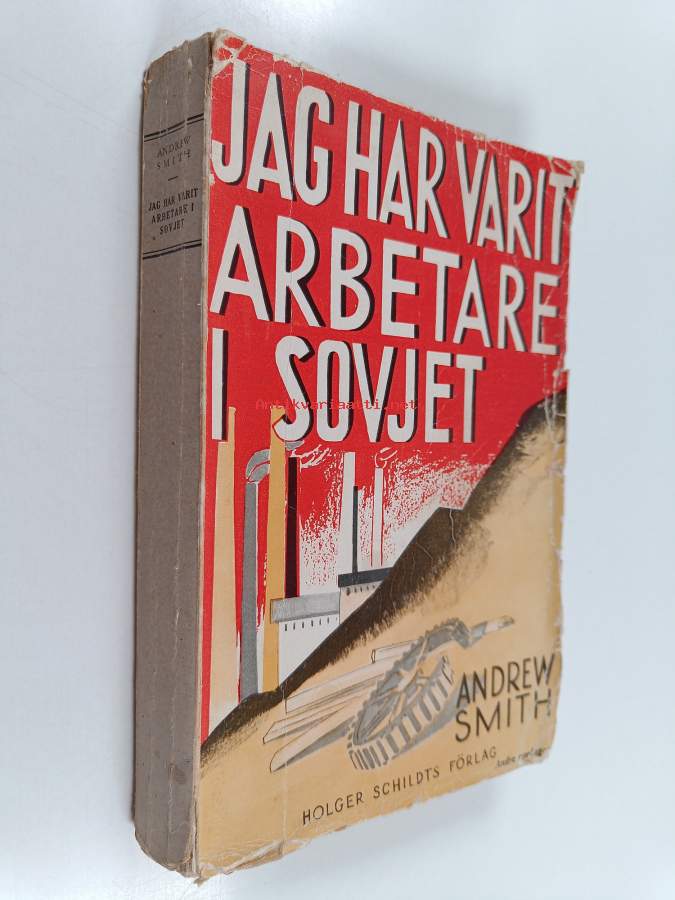 ANDREW
SMITH
JAG HAR VARIT
ARBETARE I
SOVJET
JAG HAR VARIT
ARBETARE
I SOVJET
Antikvariaatti.net
ANDREW
SMITH
HOLGER SCHILDTS FÖRLAG